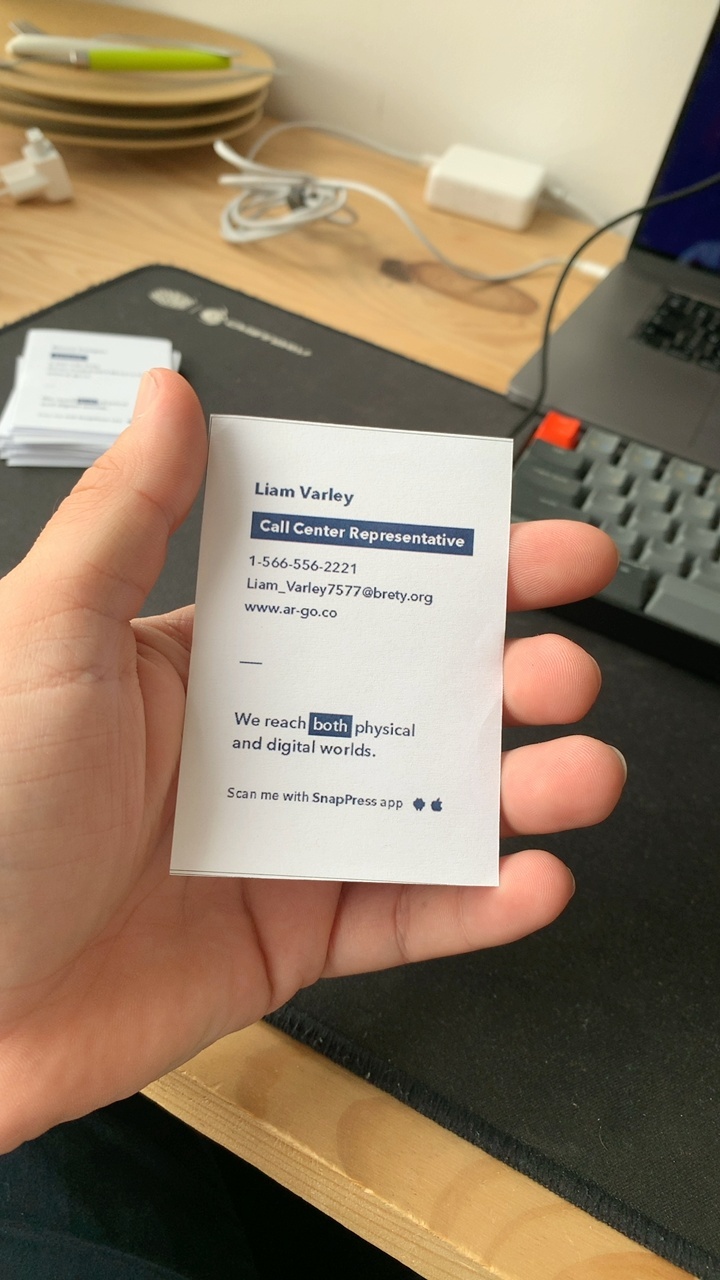 Liam Varley
Call Center Representative
1-566-556-2221
Liam_Varley7577@brety.org
www.ar-go.co
—
We reach both physical
and digital worlds.
Scan me with SnapPress app